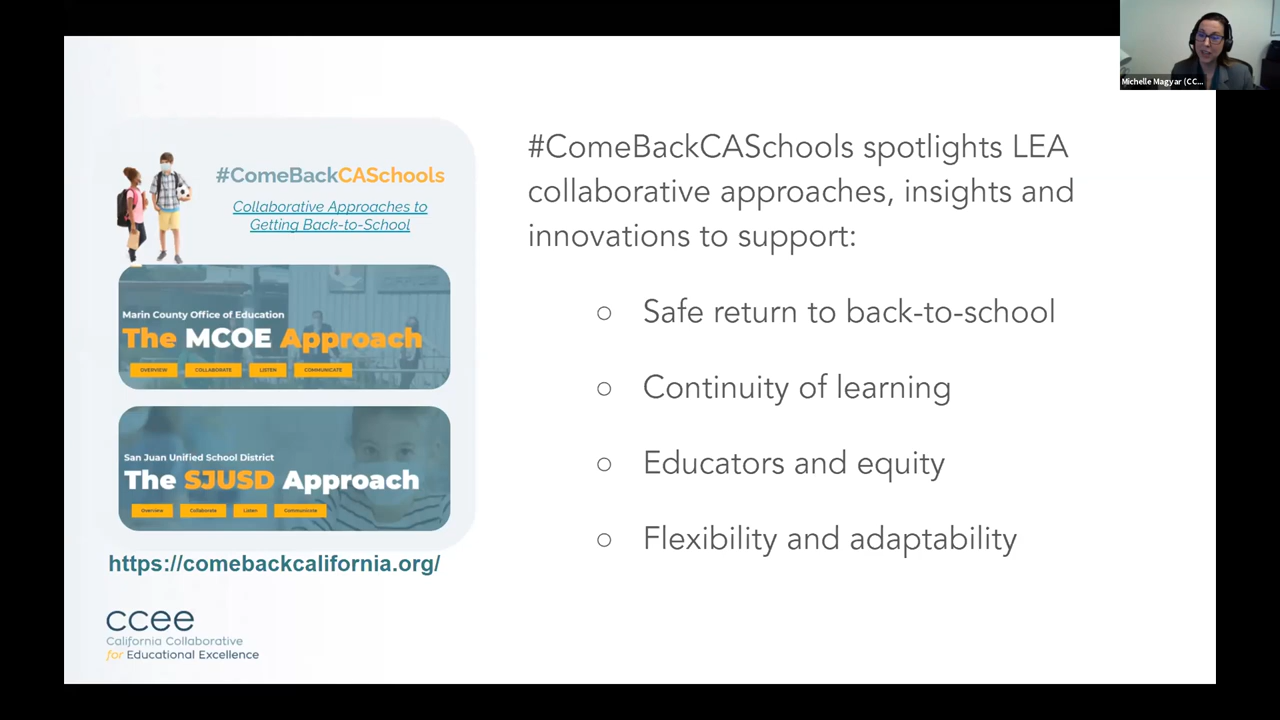 Michelle Magyar (CC...
#ComeBackCASchools
Collaborative Approaches to
Getting Back-to-School
Marin County Office of Education
The MCOE Approach
OVERVIEW COLLABORATE LISTEN COMMUNICATE
San Juan Unified School District
The SJUSD Approach
Overview Collaborate Listen Communicate
https://comebackcalifornia.org/
ccee
California Collaborative
for Educational Excellence
#ComeBackCASchools spotlights LEA
collaborative approaches, insights and
innovations to support:
○ Safe return to back-to-school
○ Continuity of learning
○ Educators and equity
○ Flexibility and adaptability